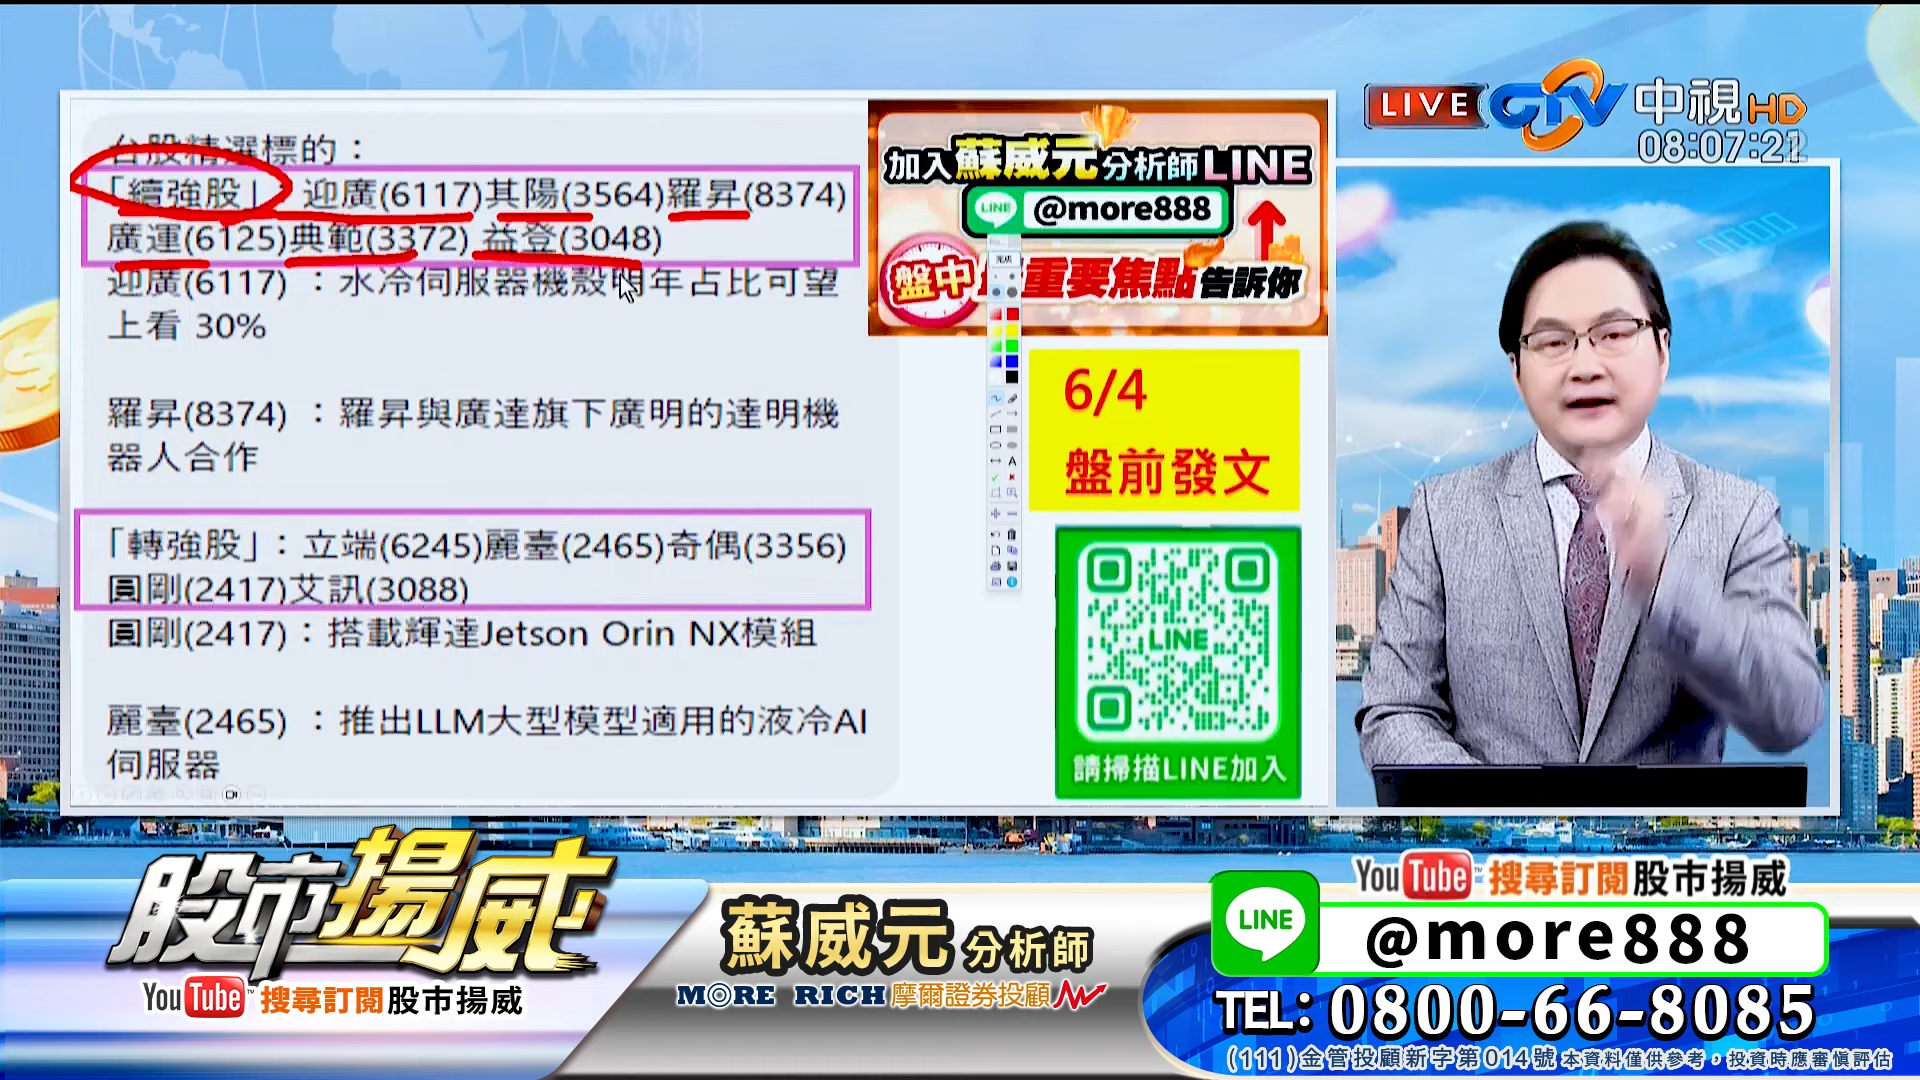 台股精選標的：
「續強股」：迎廣(6117)其陽(3564)羅昇(8374)
廣運(6125)典範(3372) 益登(3048)
迎廣(6117) ：水冷伺服器機殼明年占比可望
上看 30%
羅昇(8374) ：羅昇與廣達旗下廣明的達明機
器人合作
「轉強股」：立端(6245)麗臺(2465)奇偶(3356)
圓剛(2417)艾訊(3088)
圓剛(2417)：搭載輝達Jetson Orin NX模組
麗臺(2465) ：推出LLM大型模型適用的液冷AI
伺服器
加入蘇威元分析師LINE
LINE @more888
盤中 重要焦點告訴你
完成
6/4
盤前發文
LINE
請掃描LINE加入
LIVE CTV 中視HD
08:07:21
股市揚威
YouTube 搜尋訂閱股市揚威
蘇威元 分析師
MORE RICH 摩爾證券投顧
YouTube 搜尋訂閱股市揚威
LINE @more888
TEL：0800-66-8085
(111)金管投顧新字第014號 本資料僅供參考，投資時應審慎評估